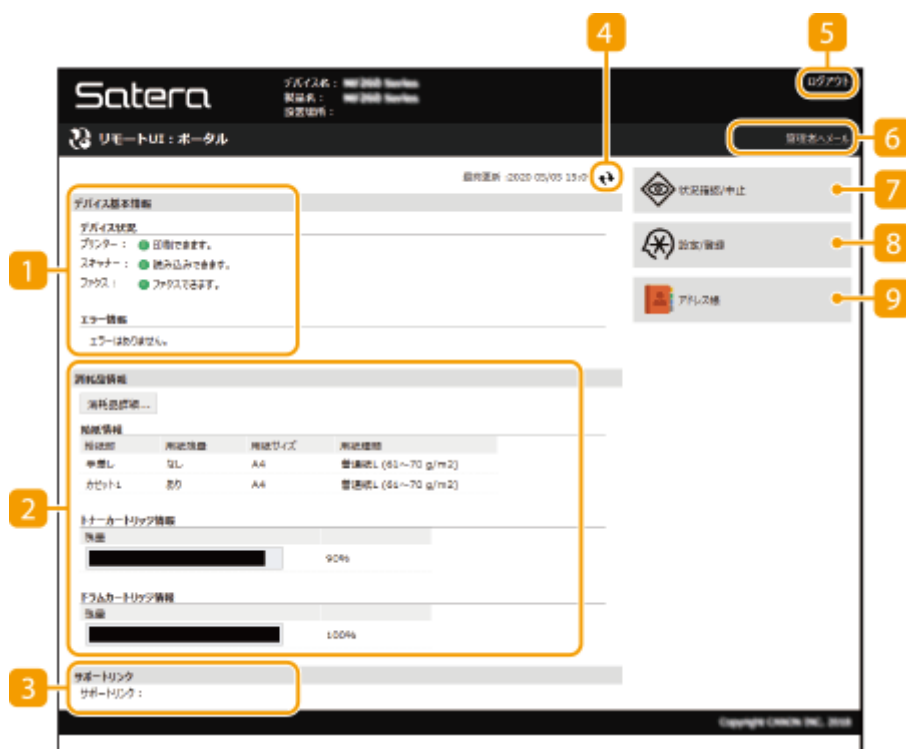 4
5
Satera
デバイス名：
製品名：
設置場所：
ログアウト
リモートUI：ポータル
管理者へメール
6
最終更新 :2020 05/05 15:0
デバイス基本情報
デバイス状況
プリンター： 印刷できます。
スキャナー： 読み込みできます。
ファクス： ファクスできます。
1
エラー情報
エラーはありません。
状況確認/中止
7
設定/登録
8
アドレス帳
9
消耗品情報
消耗品詳細...
給紙情報
給紙部 用紙残量 用紙サイズ 用紙種類
手差し なし A4 普通紙L (61～70 g/m2)
カセット1 あり A4 普通紙L (61～70 g/m2)
2
トナーカートリッジ情報
残量
90%
ドラムカートリッジ情報
残量
100%
サポートリンク
3
サポートリンク：
Copyright CANON INC. 2018